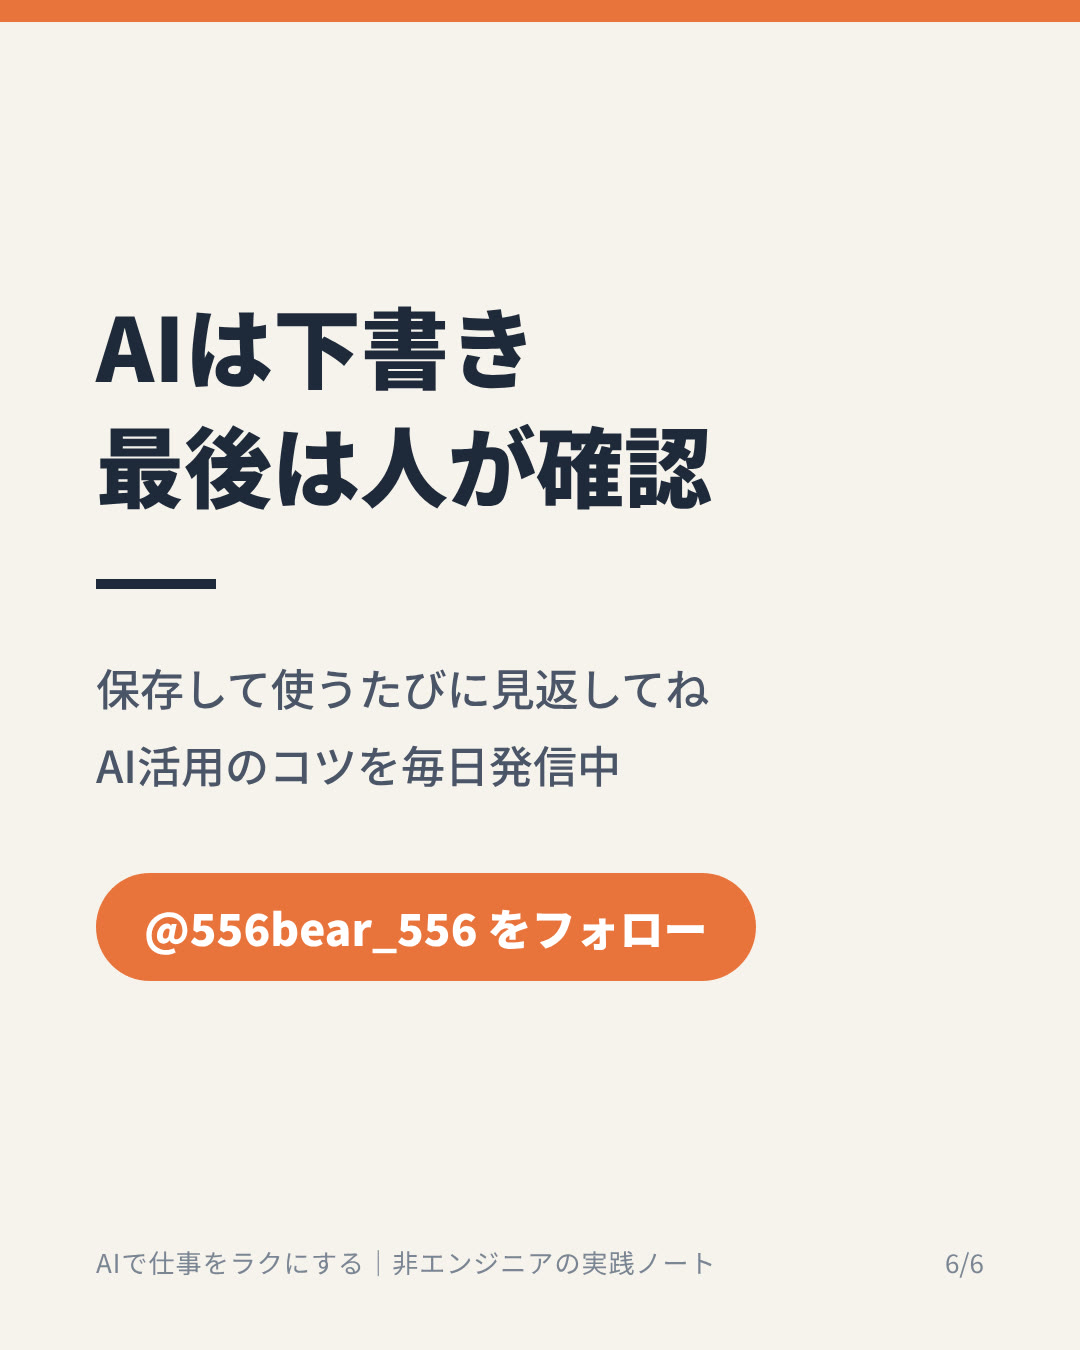 AIは下書き
最後は人が確認
保存して使うたびに見返してね
AI活用のコツを毎日発信中
@556bear_556 をフォロー
AIで仕事をラクにする｜非エンジニアの実践ノート
6/6